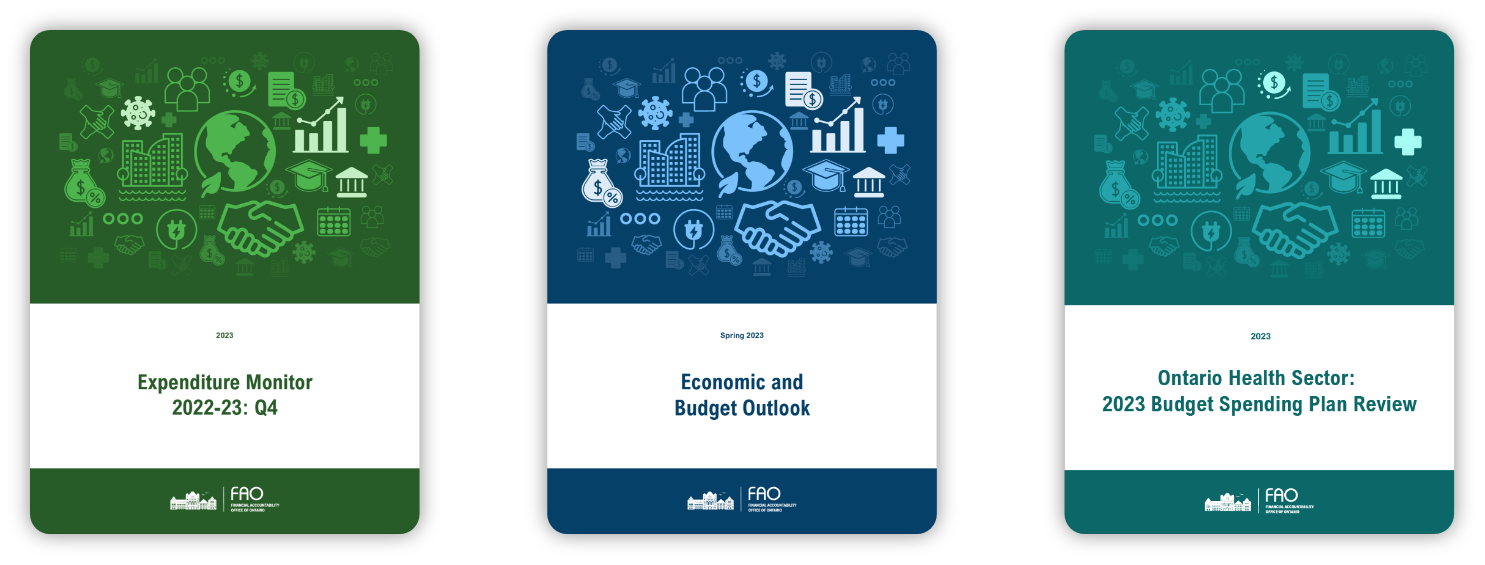 2023
Expenditure Monitor
2022-23: Q4
FAO
FINANCIAL ACCOUNTABILITY
OFFICE OF ONTARIO
Spring 2023
Economic and
Budget Outlook
FAO
FINANCIAL ACCOUNTABILITY
OFFICE OF ONTARIO
2023
Ontario Health Sector:
2023 Budget Spending Plan Review
FAO
FINANCIAL ACCOUNTABILITY
OFFICE OF ONTARIO